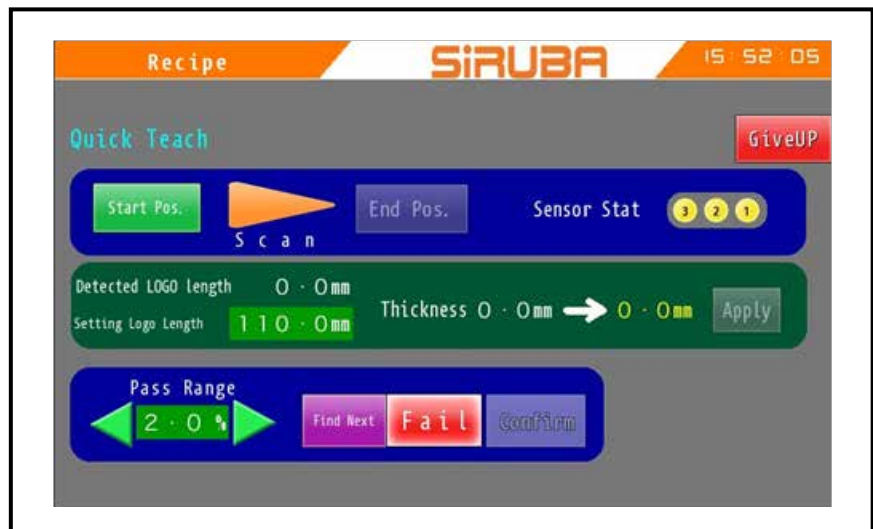 Recipe SiRUBA 15:52:05
Quick Teach
GiveUP
Start Pos. End Pos. Sensor Stat 3 2 1
Scan
Detected LOGO length 0.0mm
Setting Logo Length 110.0mm
Thickness 0.0mm 0.0mm Apply
Pass Range
2.0% Find Next Fail Confirm